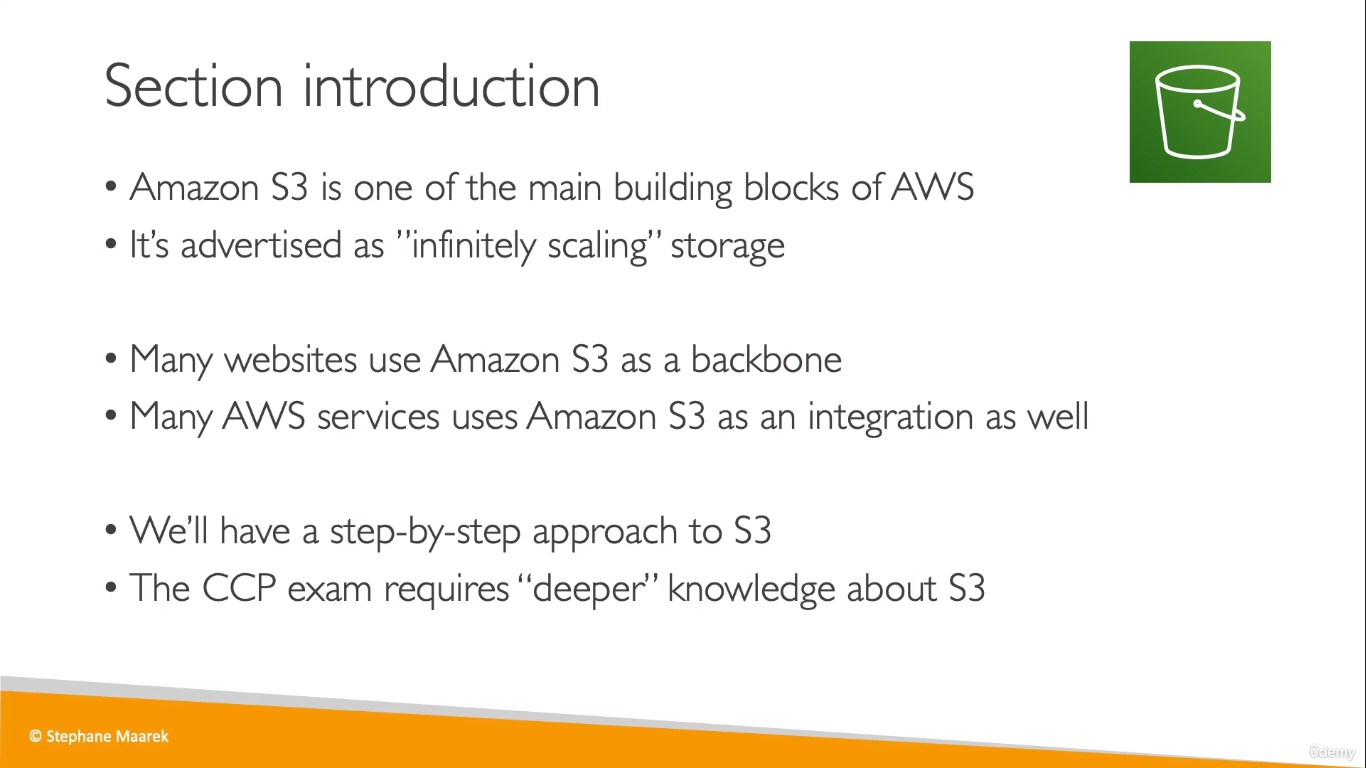 Section introduction
• Amazon S3 is one of the main building blocks of AWS
• It’s advertised as ”infinitely scaling” storage
• Many websites use Amazon S3 as a backbone
• Many AWS services uses Amazon S3 as an integration as well
• We’ll have a step-by-step approach to S3
• The CCP exam requires “deeper” knowledge about S3
© Stephane Maarek
ûdemy